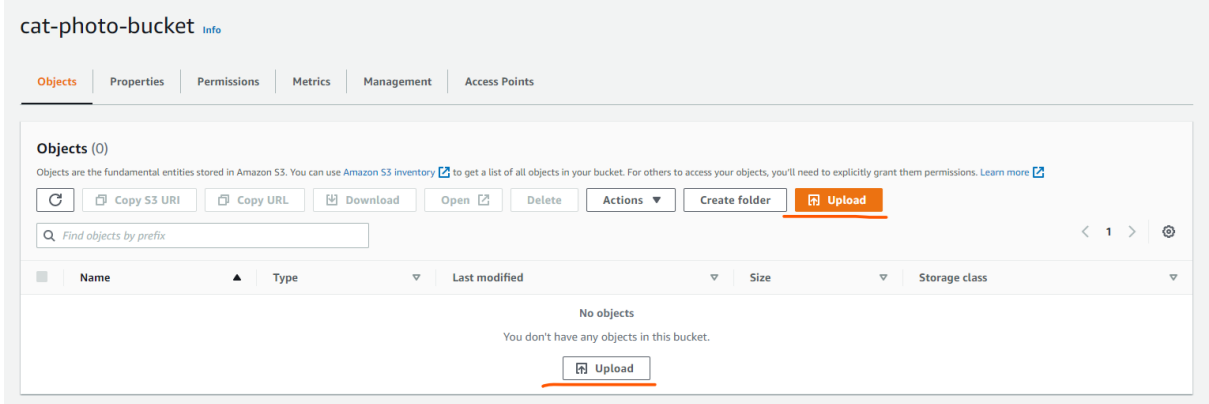 cat-photo-bucket Info
Objects Properties Permissions Metrics Management Access Points
Objects (0)
Objects are the fundamental entities stored in Amazon S3. You can use Amazon S3 inventory to get a list of all objects in your bucket. For others to access your objects, you'll need to explicitly grant them permissions. Learn more
Copy S3 URI Copy URL Download Open Delete Actions Create folder Upload
Find objects by prefix 1
Name Type Last modified Size Storage class
No objects
You don't have any objects in this bucket.
Upload